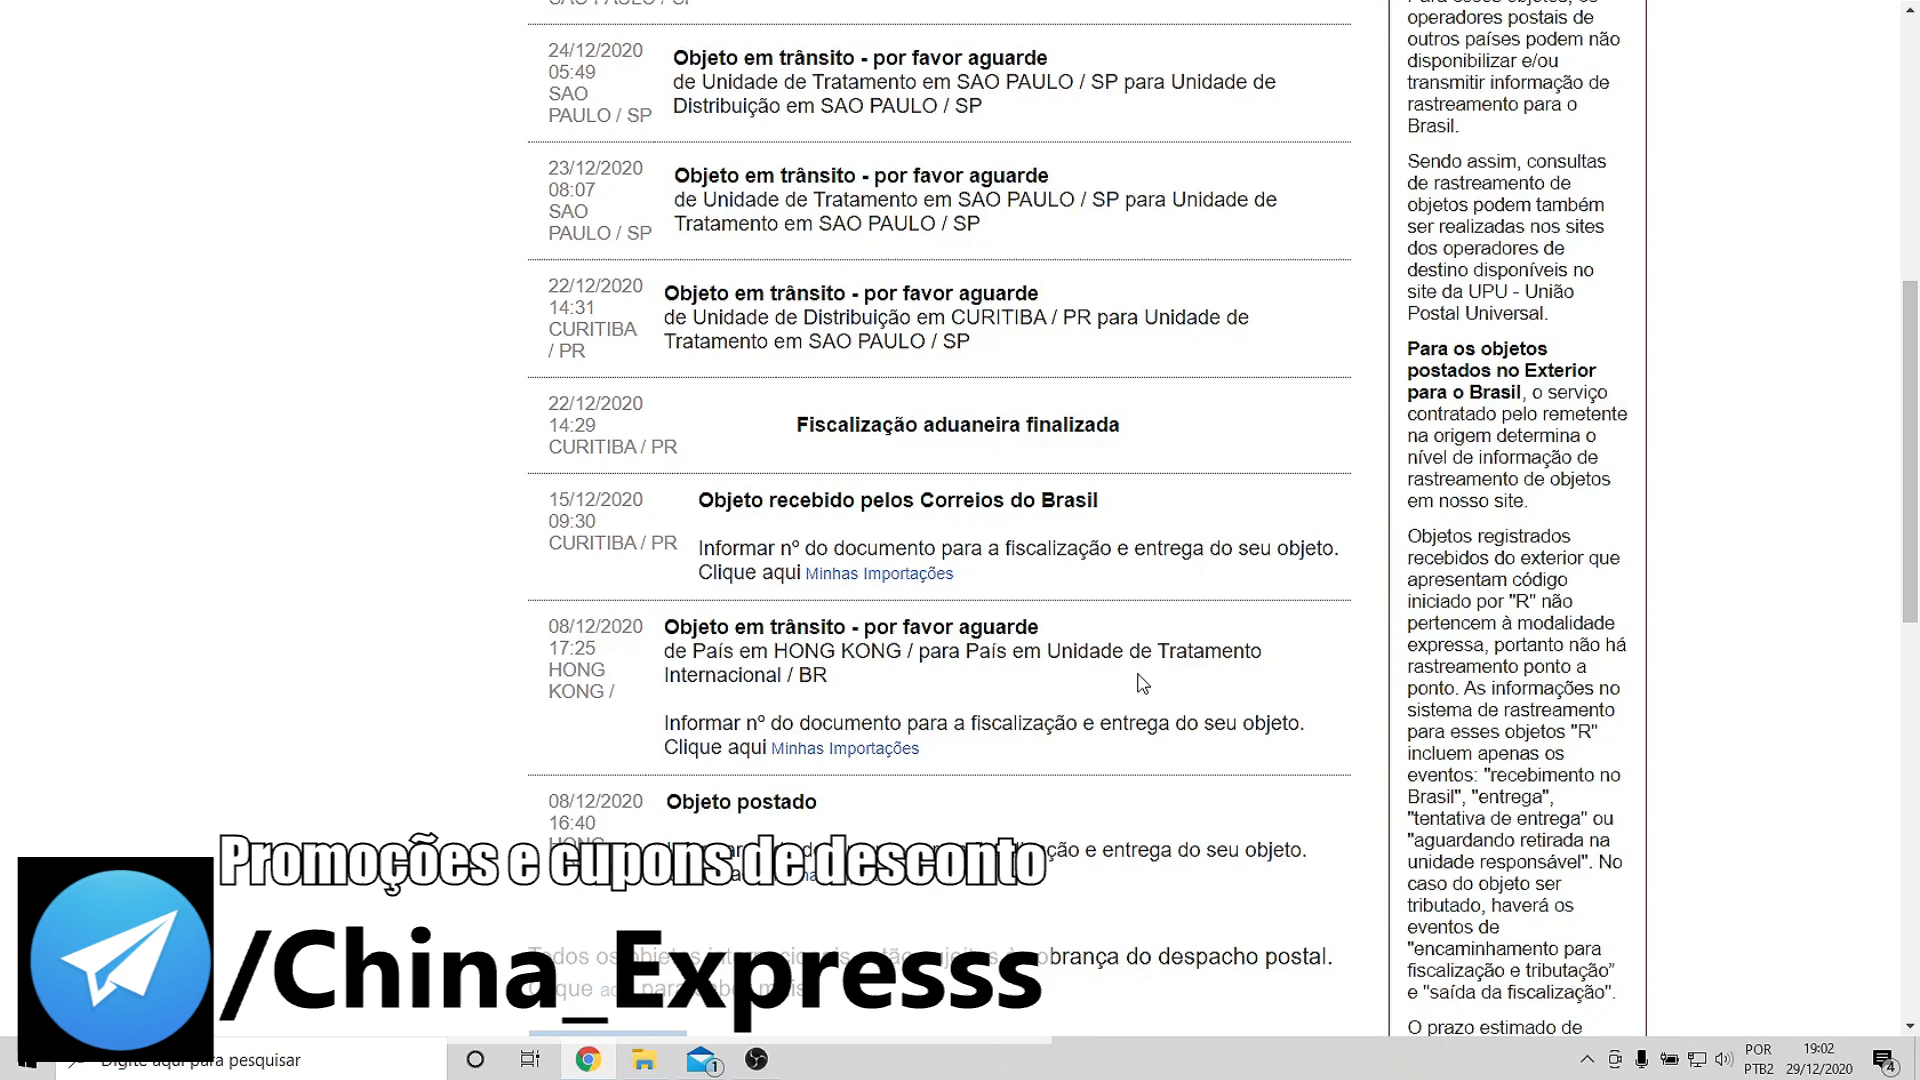 24/12/2020
05:49
SAO
PAULO / SP
Objeto em trânsito - por favor aguarde
de Unidade de Tratamento em SAO PAULO / SP para Unidade de
Distribuição em SAO PAULO / SP
23/12/2020
08:07
SAO
PAULO / SP
Objeto em trânsito - por favor aguarde
de Unidade de Tratamento em SAO PAULO / SP para Unidade de
Tratamento em SAO PAULO / SP
22/12/2020
14:31
CURITIBA
/ PR
Objeto em trânsito - por favor aguarde
de Unidade de Distribuição em CURITIBA / PR para Unidade de
Tratamento em SAO PAULO / SP
22/12/2020
14:29
CURITIBA / PR
Fiscalização aduaneira finalizada
15/12/2020
09:30
CURITIBA / PR
Objeto recebido pelos Correios do Brasil
Informar nº do documento para a fiscalização e entrega do seu objeto.
Clique aqui Minhas Importações
08/12/2020
17:25
HONG
KONG /
Objeto em trânsito - por favor aguarde
de País em HONG KONG / para País em Unidade de Tratamento
Internacional / BR
Informar nº do documento para a fiscalização e entrega do seu objeto.
Clique aqui Minhas Importações
08/12/2020
16:40
HONG
Objeto postado
e entrega do seu objeto.
Promoções e cupons de desconto
/China_Expresss
do despacho postal.
operadores postais de
outros países podem não
disponibilizar e/ou
transmitir informação de
rastreamento para o
Brasil.
Sendo assim, consultas
de rastreamento de
objetos podem também
ser realizadas nos sites
dos operadores de
destino disponíveis no
site da UPU - União
Postal Universal.
Para os objetos
postados no Exterior
para o Brasil, o serviço
contratado pelo remetente
na origem determina o
nível de informação de
rastreamento de objetos
em nosso site.
Objetos registrados
recebidos do exterior que
apresentam código
iniciado por "R" não
pertencem à modalidade
expressa, portanto não há
rastreamento ponto a
ponto. As informações no
sistema de rastreamento
para esses objetos "R"
incluem apenas os
eventos: "recebimento no
Brasil", "entrega",
"tentativa de entrega" ou
"aguardando retirada na
unidade responsável". No
caso do objeto ser
tributado, haverá os
eventos de
"encaminhamento para
fiscalização e tributação"
e "saída da fiscalização".
O prazo estimado de
Digite aqui para pesquisar
1
POR
PTB2
19:02
29/12/2020
4